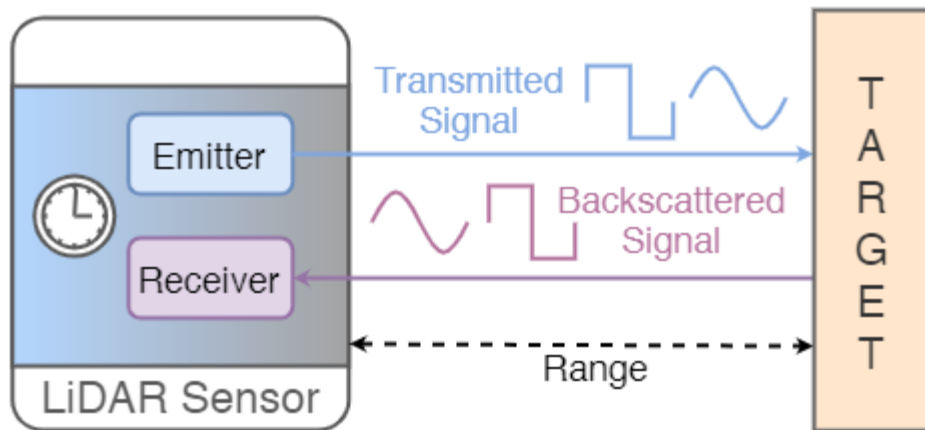 Transmitted
Signal
Emitter
Backscattered
Signal
Receiver
Range
LiDAR Sensor
T
A
R
G
E
T